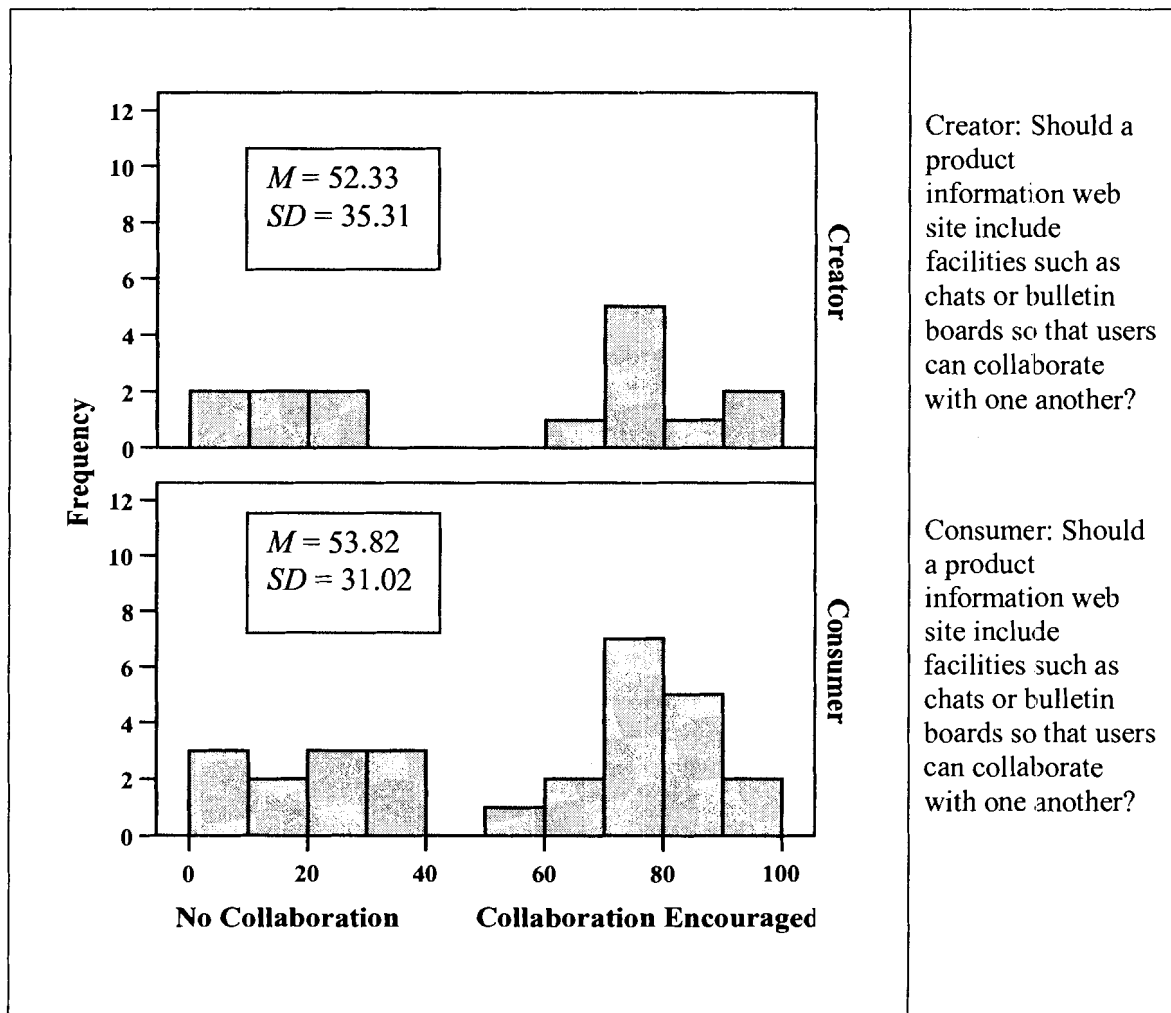 12
10
8
6
4
2
0
M = 52.33
SD = 35.31
Creator
12
10
8
6
4
2
0
M = 53.82
SD = 31.02
Consumer
Frequency
0
20
40
60
80
100
No Collaboration
Collaboration Encouraged
Creator: Should a
product
information web
site include
facilities such as
chats or bulletin
boards so that users
can collaborate
with one another?
Consumer: Should
a product
information web
site include
facilities such as
chats or bulletin
boards so that users
can collaborate
with one another?